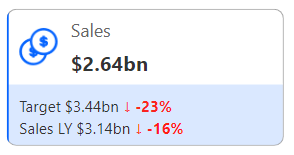 Sales
$2.64bn
Target $3.44bn ↓ -23%
Sales LY $3.14bn ↓ -16%